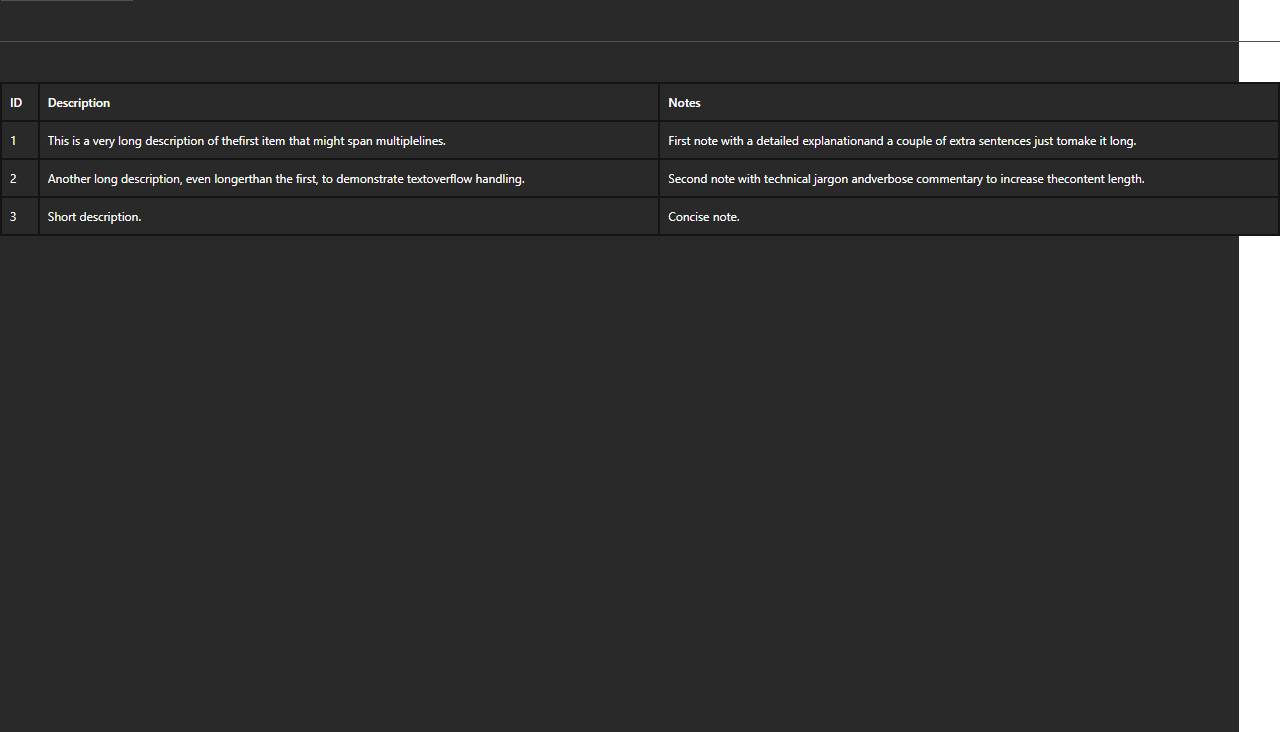 ID Description Notes
1 This is a very long description of thefirst item that might span multiplelines. First note with a detailed explanationand a couple of extra sentences just tomake it long.
2 Another long description, even longerthan the first, to demonstrate textoverflow handling. Second note with technical jargon andverbose commentary to increase thecontent length.
3 Short description. Concise note.